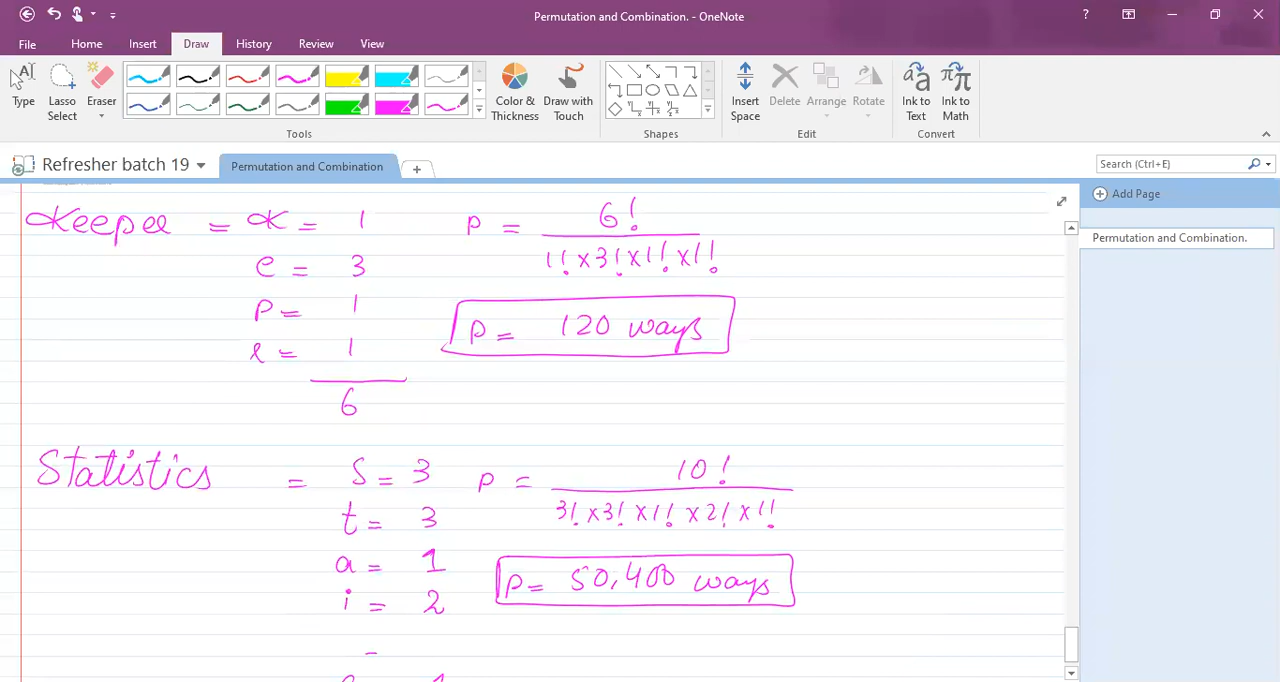 Permutation and Combination. - OneNote
File Home Insert Draw History Review View
Type Lasso Select Eraser Color & Thickness Draw with Touch Insert Space Delete Arrange Rotate Ink to Text Ink to Math
Tools Shapes Edit Convert
Refresher batch 19 Permutation and Combination Search (Ctrl+E)
Add Page
Permutation and Combination.
Keeper = K = 1 P = 6!
1! x 3! x 1! x 1!
e = 3
P = 1 P = 120 ways
r = 1
6
Statistics = S = 3 P = 10!
3! x 3! x 1! x 2! x 1!
t = 3
a = 1 P = 50,400 ways
i = 2
=